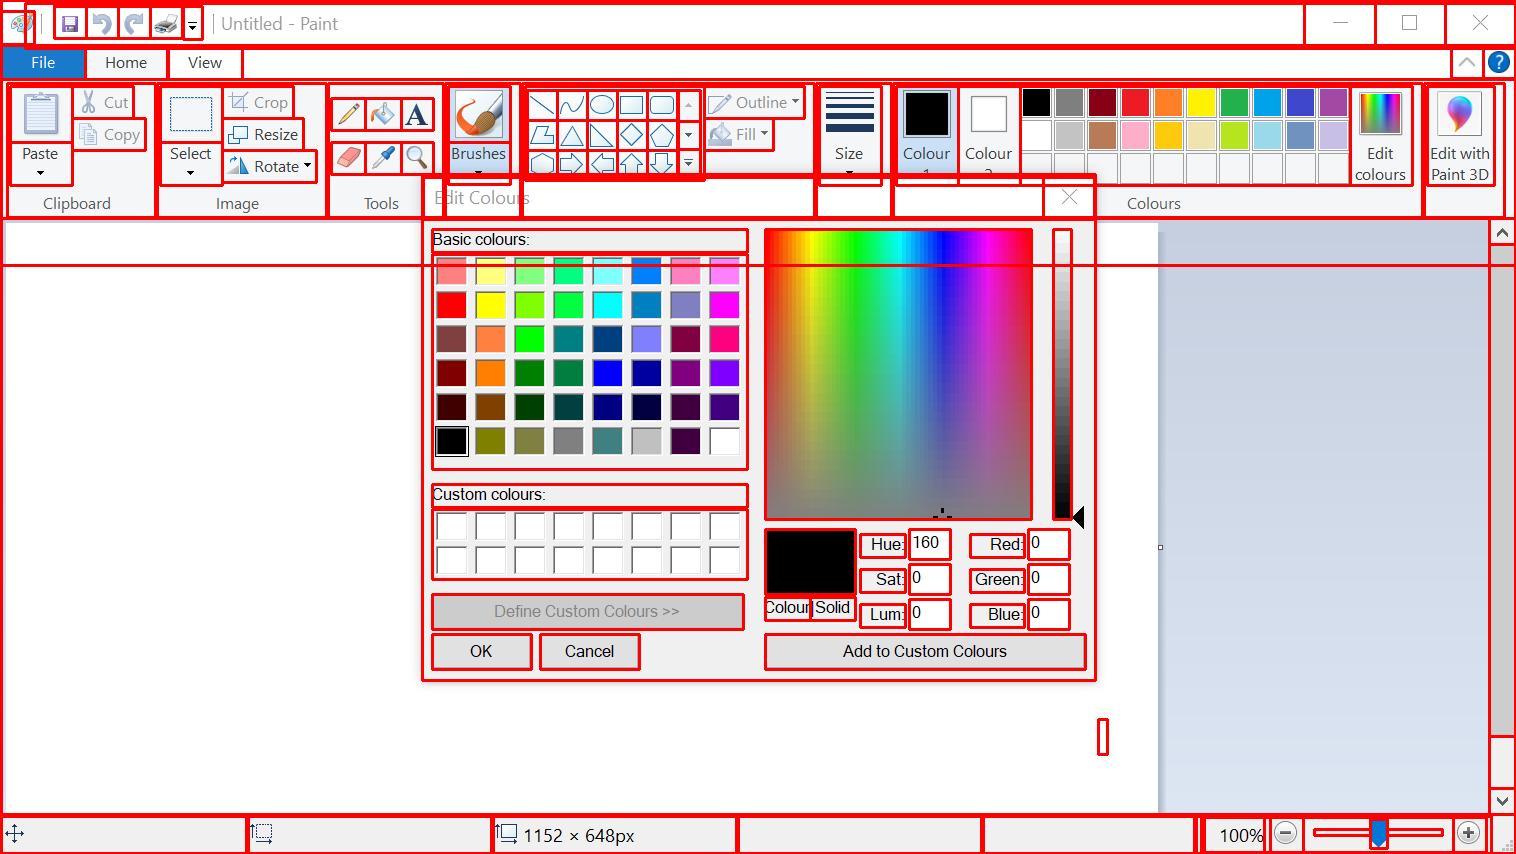 Untitled - Paint
File
Home
View
Paste
Cut
Copy
Clipboard
Select
Crop
Resize
Rotate
Image
A
Tools
Brushes
Outline
Fill
Size
Colour
1
Colour
2
Edit
colours
Colours
Edit with
Paint 3D
Edit Colours
Basic colours:
Custom colours:
Define Custom Colours >>
OK
Cancel
Colour
Solid
Hue: 160
Sat: 0
Lum: 0
Red: 0
Green: 0
Blue: 0
Add to Custom Colours
1152 × 648px
100%